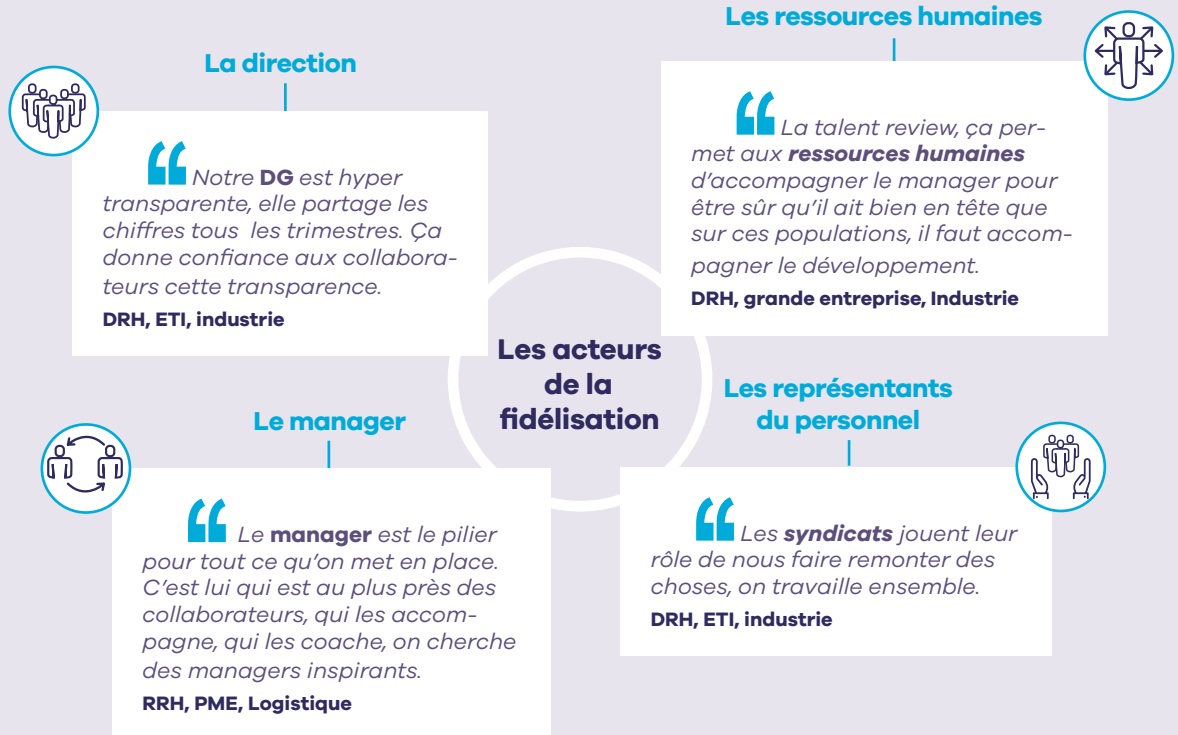 La direction
“ Notre DG est hyper
transparente, elle partage les
chiffres tous les trimestres. Ça
donne confiance aux collabora-
teurs cette transparence.
DRH, ETI, industrie
Les ressources humaines
“ La talent review, ça per-
met aux ressources humaines
d’accompagner le manager pour
être sûr qu’il ait bien en tête que
sur ces populations, il faut accom-
pagner le développement.
DRH, grande entreprise, Industrie
Les acteurs
de la
fidélisation
Le manager
“ Le manager est le pilier
pour tout ce qu’on met en place.
C’est lui qui est au plus près des
collaborateurs, qui les accom-
pagne, qui les coache, on cherche
des managers inspirants.
RRH, PME, Logistique
Les représentants
du personnel
“ Les syndicats jouent leur
rôle de nous faire remonter des
choses, on travaille ensemble.
DRH, ETI, industrie